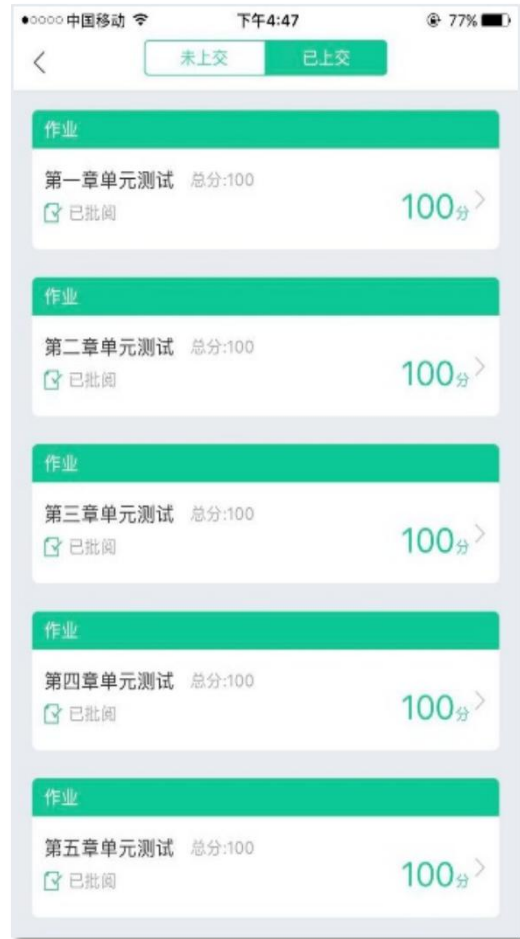 中国移动 下午4:47 77%
未上交 已上交
作业
第一章单元测试 总分:100
已批阅 100分
作业
第二章单元测试 总分:100
已批阅 100分
作业
第三章单元测试 总分:100
已批阅 100分
作业
第四章单元测试 总分:100
已批阅 100分
作业
第五章单元测试 总分:100
已批阅 100分